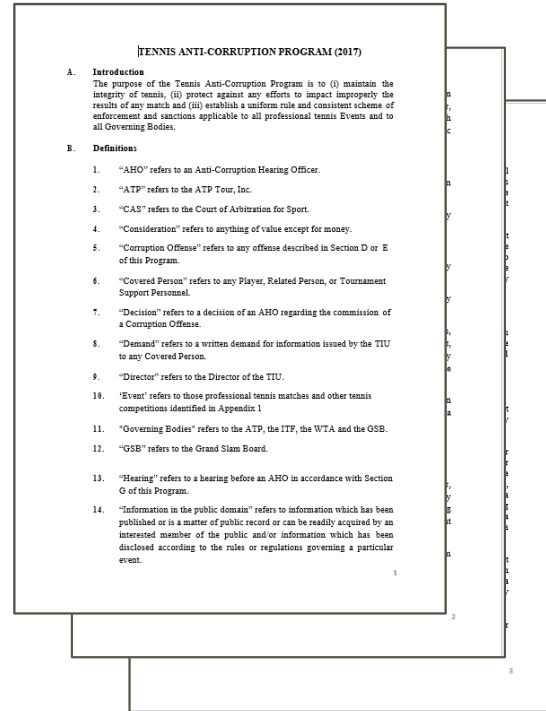 TENNIS ANTI-CORRUPTION PROGRAM (2017)
A. Introduction
The purpose of the Tennis Anti-Corruption Program is to (i) maintain the
integrity of tennis, (ii) protect against any efforts to impact improperly the
results of any match and (iii) establish a uniform rule and consistent scheme of
enforcement and sanctions applicable to all professional tennis Events and to
all Governing Bodies.
B. Definitions
1. “AHO” refers to an Anti-Corruption Hearing Officer.
2. “ATP” refers to the ATP Tour, Inc.
3. “CAS” refers to the Court of Arbitration for Sport.
4. “Consideration” refers to anything of value except for money.
5. “Corruption Offense” refers to any offense described in Section D or E
of this Program.
6. “Covered Person” refers to any Player, Related Person, or Tournament
Support Personnel.
7. “Decision” refers to a decision of an AHO regarding the commission of
a Corruption Offense.
8. “Demand” refers to a written demand for information issued by the TIU
to any Covered Person.
9. “Director” refers to the Director of the TIU.
10. ‘Event’ refers to those professional tennis matches and other tennis
competitions identified in Appendix 1
11. "Governing Bodies" refers to the ATP, the ITF, the WTA and the GSB.
12. “GSB” refers to the Grand Slam Board.
13. “Hearing” refers to a hearing before an AHO in accordance with Section
G of this Program.
14. “Information in the public domain” refers to information which has been
published or is a matter of public record or can be readily acquired by an
interested member of the public and/or information which has been
disclosed according to the rules or regulations governing a particular
event.
1
2
3